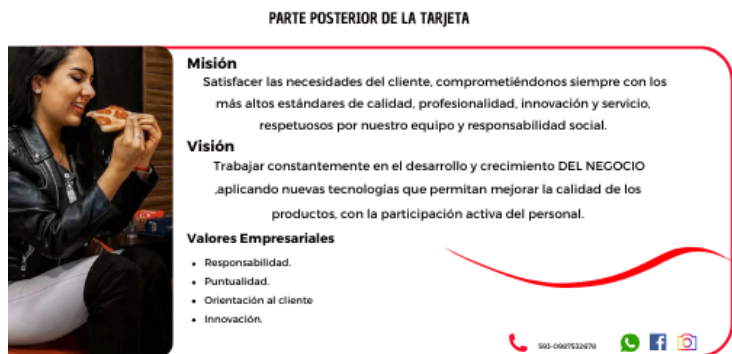 PARTE POSTERIOR DE LA TARJETA
Misión
Satisfacer las necesidades del cliente, comprometiéndonos siempre con los
más altos estándares de calidad, profesionalidad, innovación y servicio,
respetuosos por nuestro equipo y responsabilidad social.
Visión
Trabajar constantemente en el desarrollo y crecimiento DEL NEGOCIO
,aplicando nuevas tecnologías que permitan mejorar la calidad de los
productos, con la participación activa del personal.
Valores Empresariales
• Responsabilidad.
• Puntualidad.
• Orientación al cliente
• Innovación.
593-0987532678